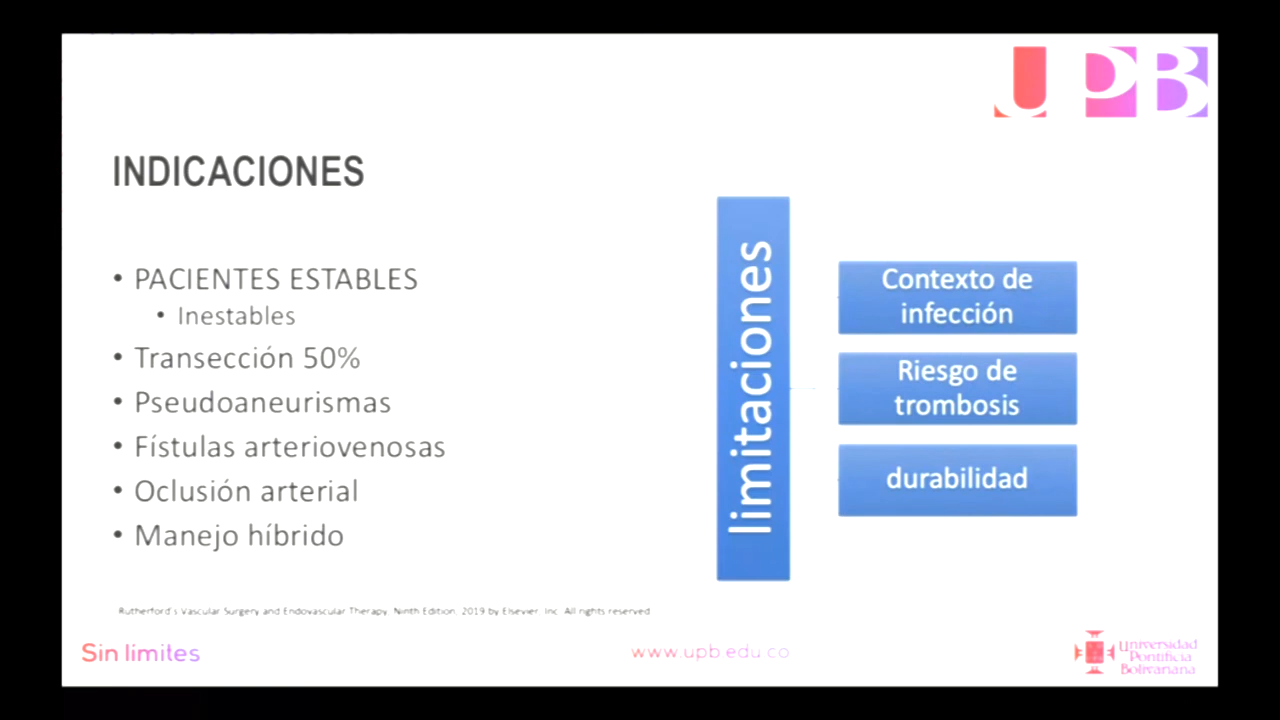 UPB
INDICACIONES
• PACIENTES ESTABLES
• Inestables
• Transección 50%
• Pseudoaneurismas
• Fístulas arteriovenosas
• Oclusión arterial
• Manejo híbrido
limitaciones
Contexto de
infección
Riesgo de
trombosis
durabilidad
Rutherford's Vascular Surgery and Endovascular Therapy, Ninth Edition, 2019 by Elsevier, Inc. All rights reserved
Sin límites
www.upb.edu.co
Universidad
Pontificia
Bolivariana